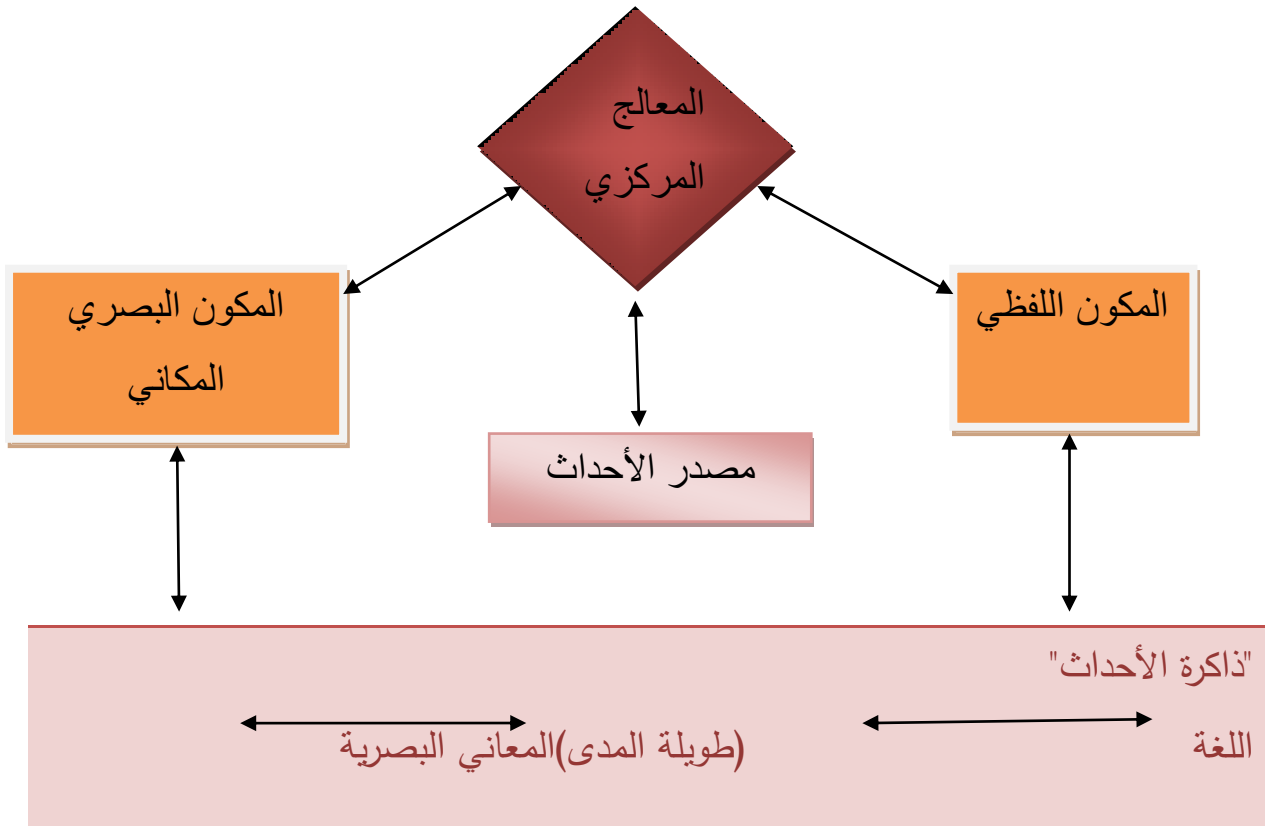 المعالج
المركزي
المكون اللفظي
المكون البصري
المكاني
مصدر الأحداث
"ذاكرة الأحداث"
اللغة
(طويلة المدى)المعاني البصرية